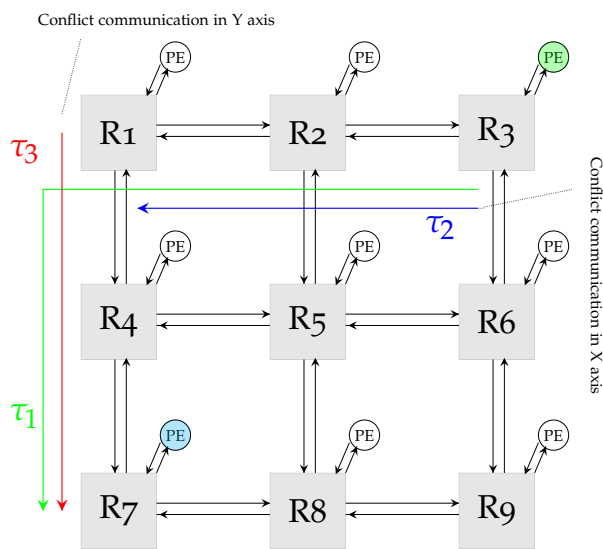 Conflict communication in Y axis
PE
PE
PE
R1
R2
R3
τ3
τ2
Conflict communication in X axis
PE
PE
PE
R4
R5
R6
τ1
PE
PE
PE
R7
R8
R9